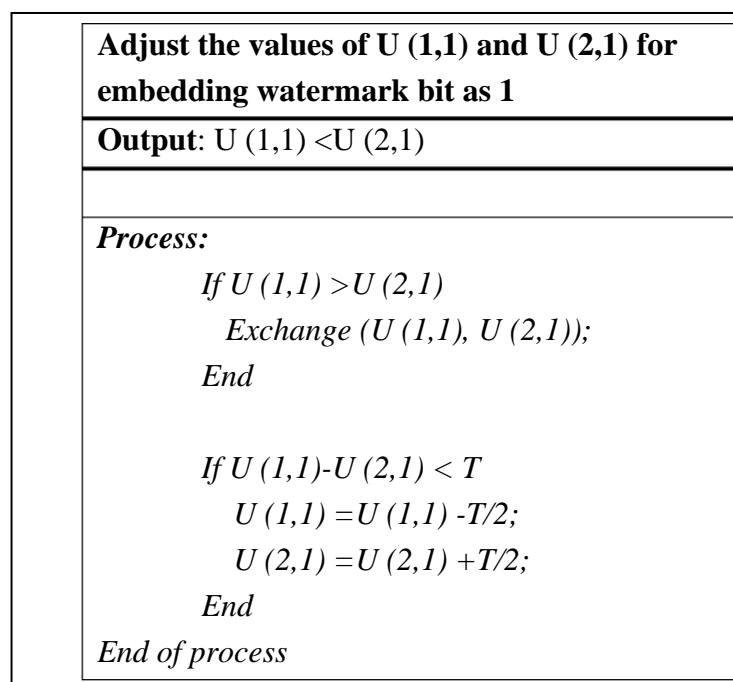 Adjust the values of U (1,1) and U (2,1) for
embedding watermark bit as 1
Output: U (1,1) <U (2,1)
Process:
If U (1,1) >U (2,1)
Exchange (U (1,1), U (2,1));
End
If U (1,1)-U (2,1) < T
U (1,1) =U (1,1) -T/2;
U (2,1) =U (2,1) +T/2;
End
End of process